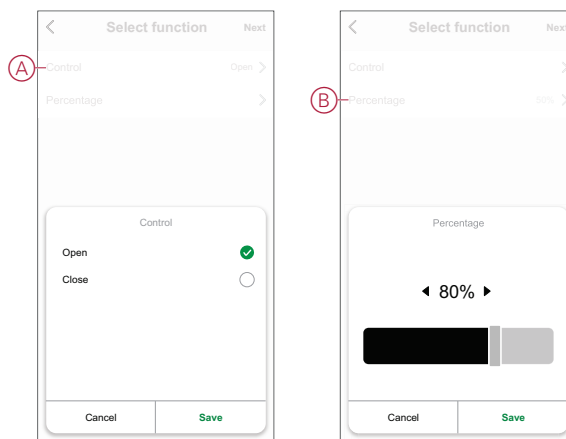 Select function Next
A
Control Open
Percentage
Control
Open
Close
Cancel Save
Select function Next
Control
B
Percentage 50%
Percentage
80%
Cancel Save